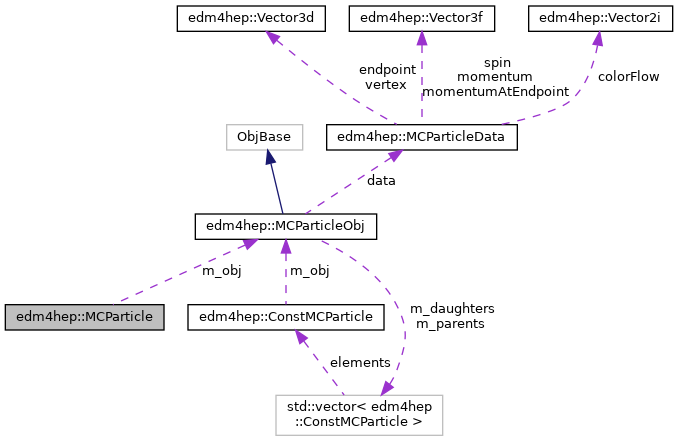 edm4hep::Vector3d
edm4hep::Vector3f
edm4hep::Vector2i
endpoint
vertex
spin
momentum
momentumAtEndpoint
colorFlow
ObjBase
edm4hep::MCParticleData
data
edm4hep::MCParticleObj
m_obj
m_obj
m_daughters
m_parents
edm4hep::MCParticle
edm4hep::ConstMCParticle
elements
std::vector< edm4hep
::ConstMCParticle >